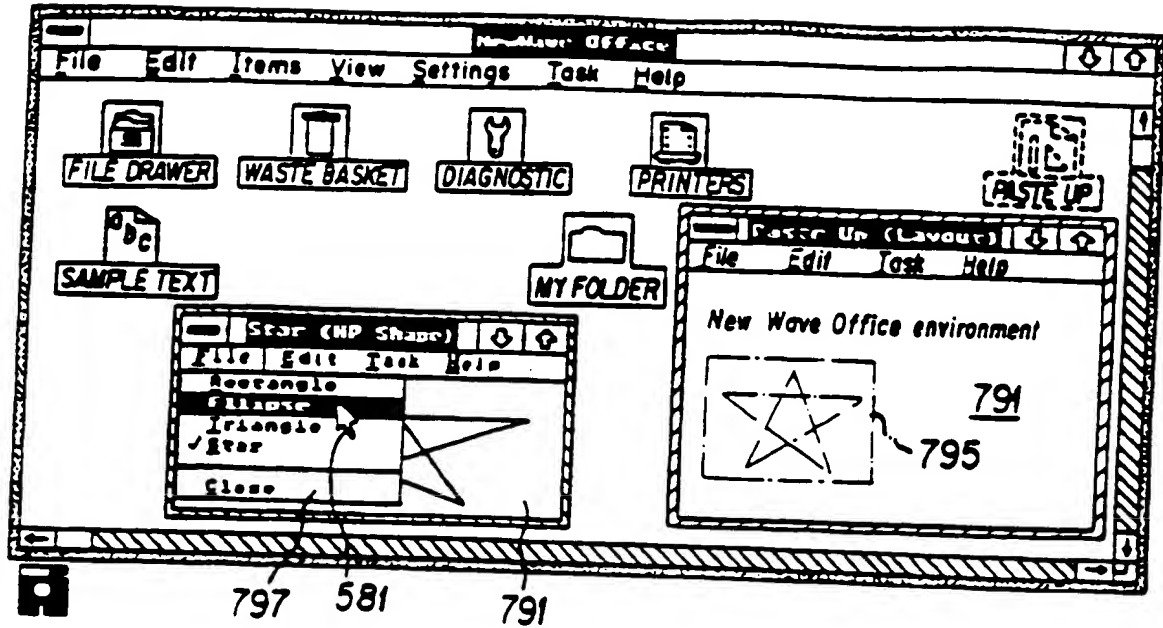 NewWave Office
File Edit Items View Settings Task Help
FILE DRAWER WASTE BASKET DIAGNOSTIC PRINTERS PASTE UP
abc
SAMPLE TEXT MY FOLDER
Paste Up (Layout)
File Edit Task Help
New Wave Office environment
791
795
Star (HP Shape)
File Edit Task Help
Rectangle
Ellipse
Triangle
✓Star
Close
797 581 791